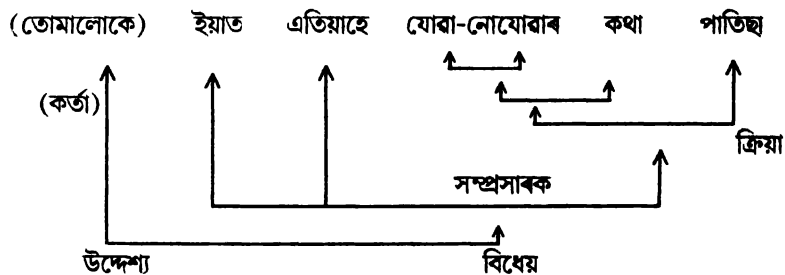 (তোমালোকে) ইয়াত এতিয়াহে যোৱা-নোযোৱাৰ কথা পাতিছা
(কৰ্তা)
ক্ৰিয়া
সম্প্ৰসাৰক
উদ্দেশ্য বিধেয়